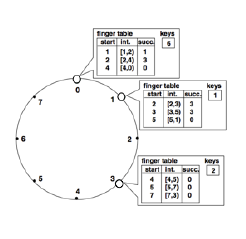 finger table keys
start int. succ. 6
1 [1,2) 1
2 [2,4) 3
4 [4,0) 0
0
7
1
finger table keys
start int. succ. 1
2 [2,3) 3
3 [3,5) 3
5 [5,1) 0
6
2
5
3
4
finger table keys
start int. succ. 2
4 [4,5) 0
5 [5,7) 0
7 [7,3) 0